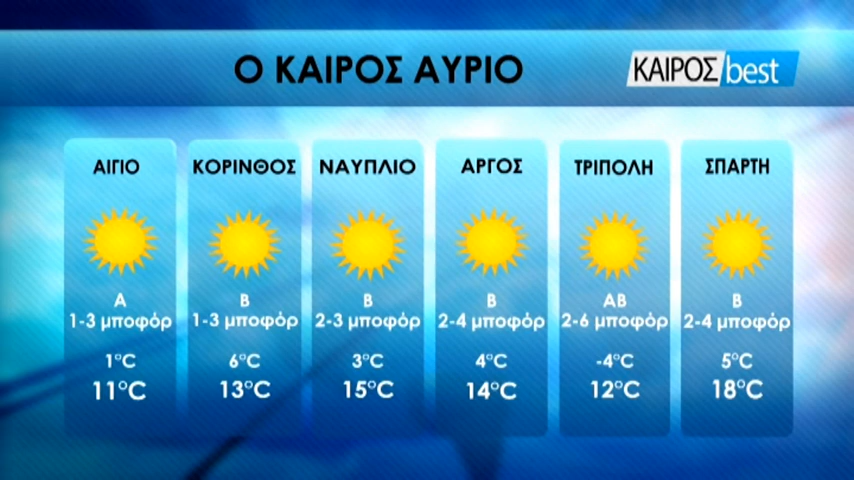 Ο ΚΑΙΡΟΣ ΑΥΡΙΟ
ΚΑΙΡΟΣ best
ΑΙΓΙΟ
Α
1-3 μποφόρ
1°C
11°C
ΚΟΡΙΝΘΟΣ
Β
1-3 μποφόρ
6°C
13°C
ΝΑΥΠΛΙΟ
Β
2-3 μποφόρ
3°C
15°C
ΑΡΓΟΣ
Β
2-4 μποφόρ
4°C
14°C
ΤΡΙΠΟΛΗ
ΑΒ
2-6 μποφόρ
-4°C
12°C
ΣΠΑΡΤΗ
Β
2-4 μποφόρ
5°C
18°C